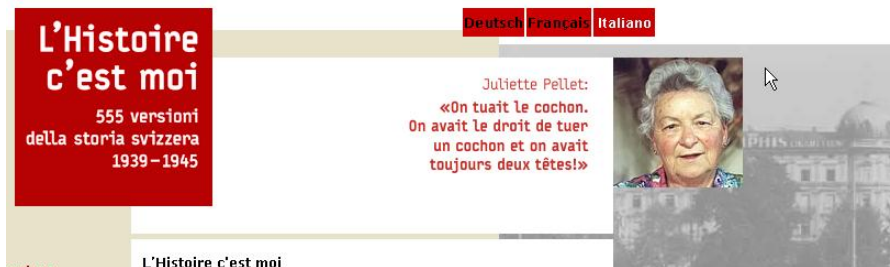 Deutsch Français Italiano
L'Histoire
c'est moi
555 versioni
della storia svizzera
1939–1945
Juliette Pellet:
«On tuait le cochon.
On avait le droit de tuer
un cochon et on avait
toujours deux têtes!»
L'Histoire c'est moi